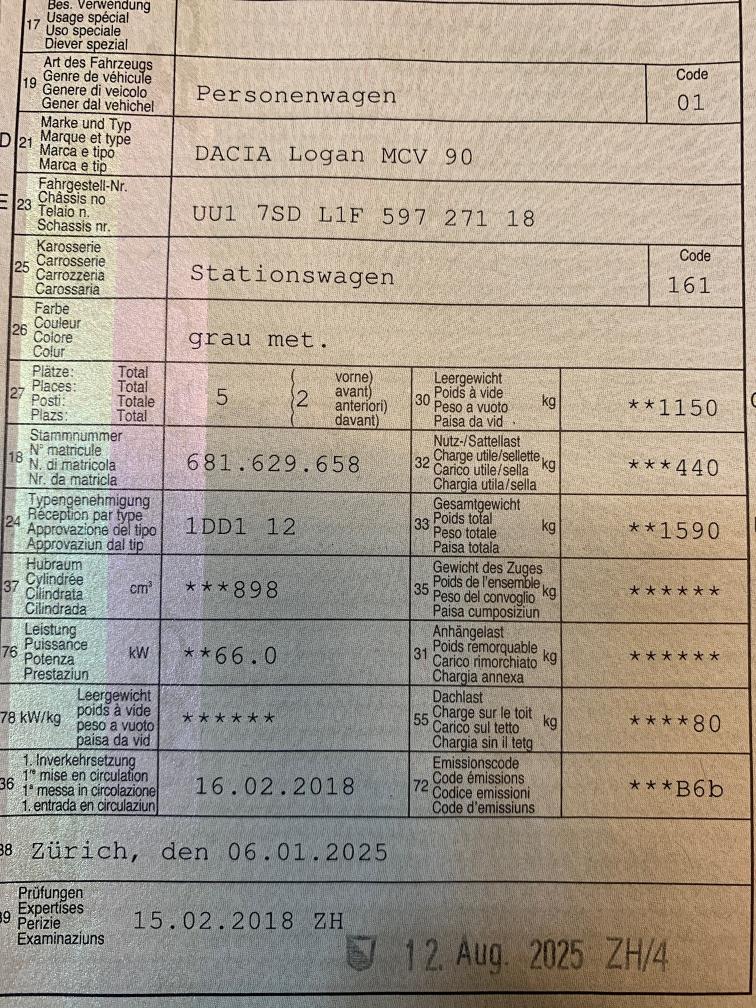 Bes. Verwendung
17 Usage spécial
Uso speciale
Diever spezial
Art des Fahrzeugs
19 Genre de véhicule
Genere di veicolo
Gener dal vehichel
Personenwagen
Code
01
Marke und Typ
D 21 Marque et type
Marca e tipo
Marca e tip
DACIA Logan MCV 90
Fahrgestell-Nr.
E 23 Châssis no
Telaio n.
Schassis nr.
UU1 7SD L1F 597 271 18
Karosserie
25 Carrosserie
Carrozzeria
Carossaria
Stationswagen
Code
161
Farbe
26 Couleur
Colore
Colur
grau met.
Plätze: Total
27 Places: Total
Posti: Totale
Plazs: Total
5 (2 vorne)
avant)
anteriori)
davant)
Leergewicht
30 Poids à vide kg
Peso a vuoto
Paisa da vid
**1150
Stammnummer
18 N° matricule
N. di matricola
Nr. da matricla
681.629.658
Nutz-/Sattellast
32 Charge utile/sellette kg
Carico utile/sella
Chargia utila/sella
***440
Typengenehmigung
24 Réception par type
Approvazione del tipo
Approvaziun dal tip
1DD1 12
Gesamtgewicht
33 Poids total kg
Peso totale
Paisa totala
**1590
Hubraum
37 Cylindrée cm³
Cilindrata
Cilindrada
***898
Gewicht des Zuges
35 Poids de l'ensemble kg
Peso del convoglio
Paisa cumposiziun
******
Leistung
76 Puissance kW
Potenza
Prestaziun
**66.0
Anhängelast
31 Poids remorquable kg
Carico rimorchiato
Chargia annexa
******
Leergewicht
78 kW/kg poids à vide
peso a vuoto
paisa da vid
******
Dachlast
55 Charge sur le toit kg
Carico sul tetto
Chargia sin il tetg
****80
1. Inverkehrsetzung
36 1re mise en circulation
1a messa in circolazione
1. entrada en circulaziun
16.02.2018
Emissionscode
72 Code émissions
Codice emissioni
Code d'emissiuns
***B6b
38 Zürich, den 06.01.2025
Prüfungen
39 Expertises
Perizie
Examinaziuns
15.02.2018 ZH
12. Aug. 2025 ZH/4